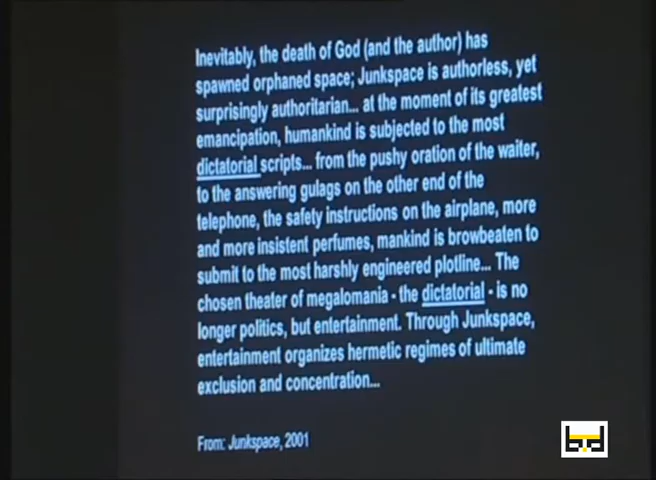 Inevitably, the death of God (and the author) has
spawned orphaned space; Junkspace is authorless, yet
surprisingly authoritarian... at the moment of its greatest
emancipation, humankind is subjected to the most
dictatorial scripts... from the pushy oration of the waiter,
to the answering gulags on the other end of the
telephone, the safety instructions on the airplane, more
and more insistent perfumes, mankind is browbeaten to
submit to the most harshly engineered plotline... The
chosen theater of megalomania - the dictatorial - is no
longer politics, but entertainment. Through Junkspace,
entertainment organizes hermetic regimes of ultimate
exclusion and concentration...
From: Junkspace, 2001